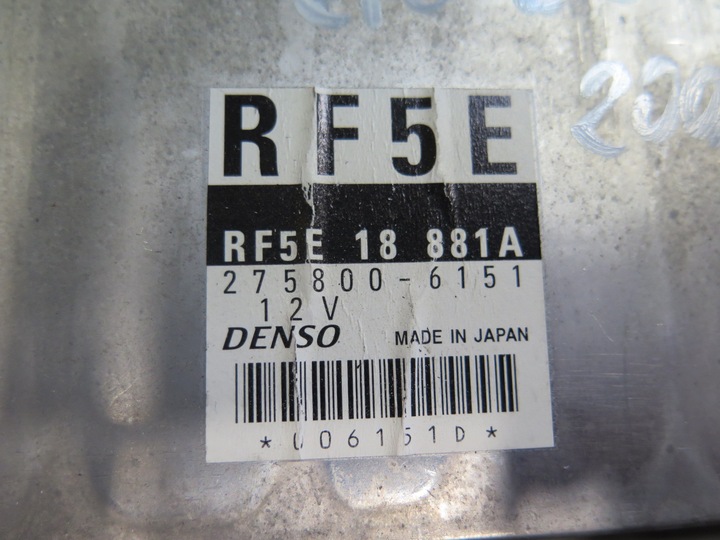 RF5E
RF5E 18 881A
275800-6151
12V
DENSO MADE IN JAPAN
*006151D*